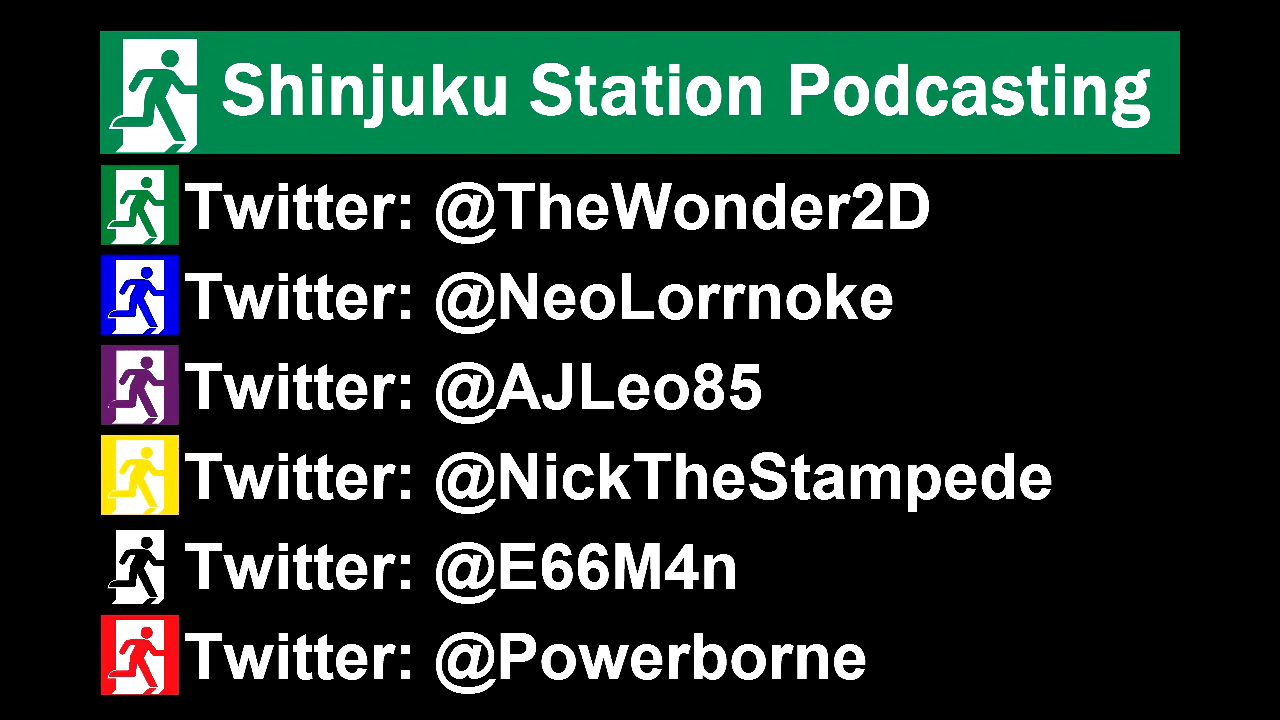 Shinjuku Station Podcasting
Twitter: @TheWonder2D
Twitter: @NeoLorrnoke
Twitter: @AJLeo85
Twitter: @NickTheStampede
Twitter: @E66M4n
Twitter: @Powerborne